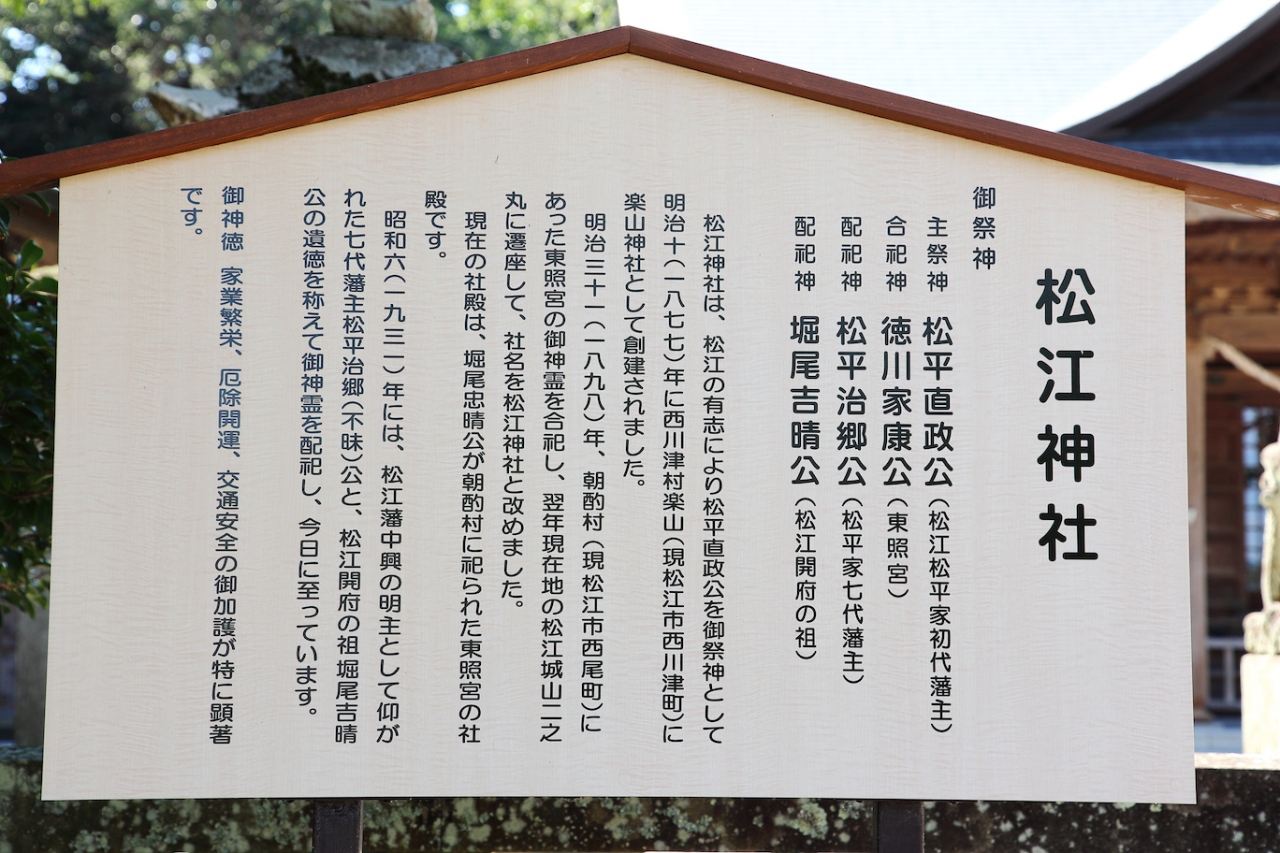 松江神社
御祭神
主祭神 松平直政公(松江松平家初代藩主)
合祀神 徳川家康公(東照宮)
配祀神 松平治郷公(松平家七代藩主)
配祀神 堀尾吉晴公(松江開府の祖)
松江神社は、松江の有志により松平直政公を御祭神として
明治十(一八七七)年に西川津村楽山(現松江市西川津町)に
楽山神社として創建されました。
明治三十一(一八九八)年、朝酌村(現松江市西尾町)に
あった東照宮の御神霊を合祀し、翌年現在地の松江城山二之
丸に遷座して、社名を松江神社と改めました。
現在の社殿は、堀尾忠晴公が朝酌村に祀られた東照宮の社
殿です。
昭和六(一九三一)年には、松江藩中興の明主として仰が
れた七代藩主松平治郷(不昧)公と、松江開府の祖堀尾吉晴
公の遺徳を称えて御神霊を配祀し、今日に至っています。
御神徳 家業繁栄、厄除開運、交通安全の御加護が特に顕著
です。